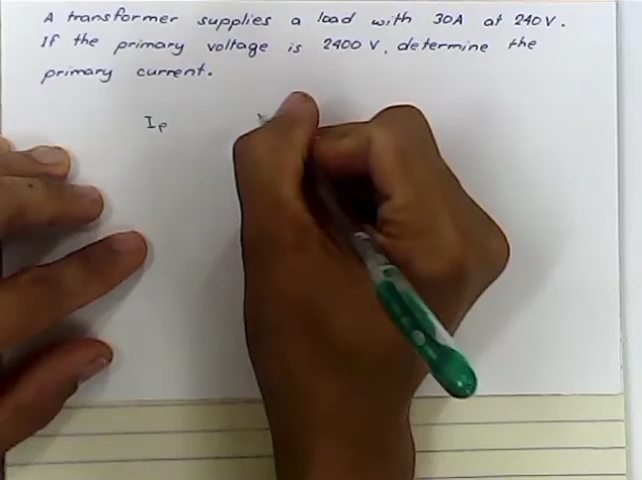 A transformer supplies a load with 30A at 240V.
If the primary voltage is 2400 V, determine the
primary current.
Ip